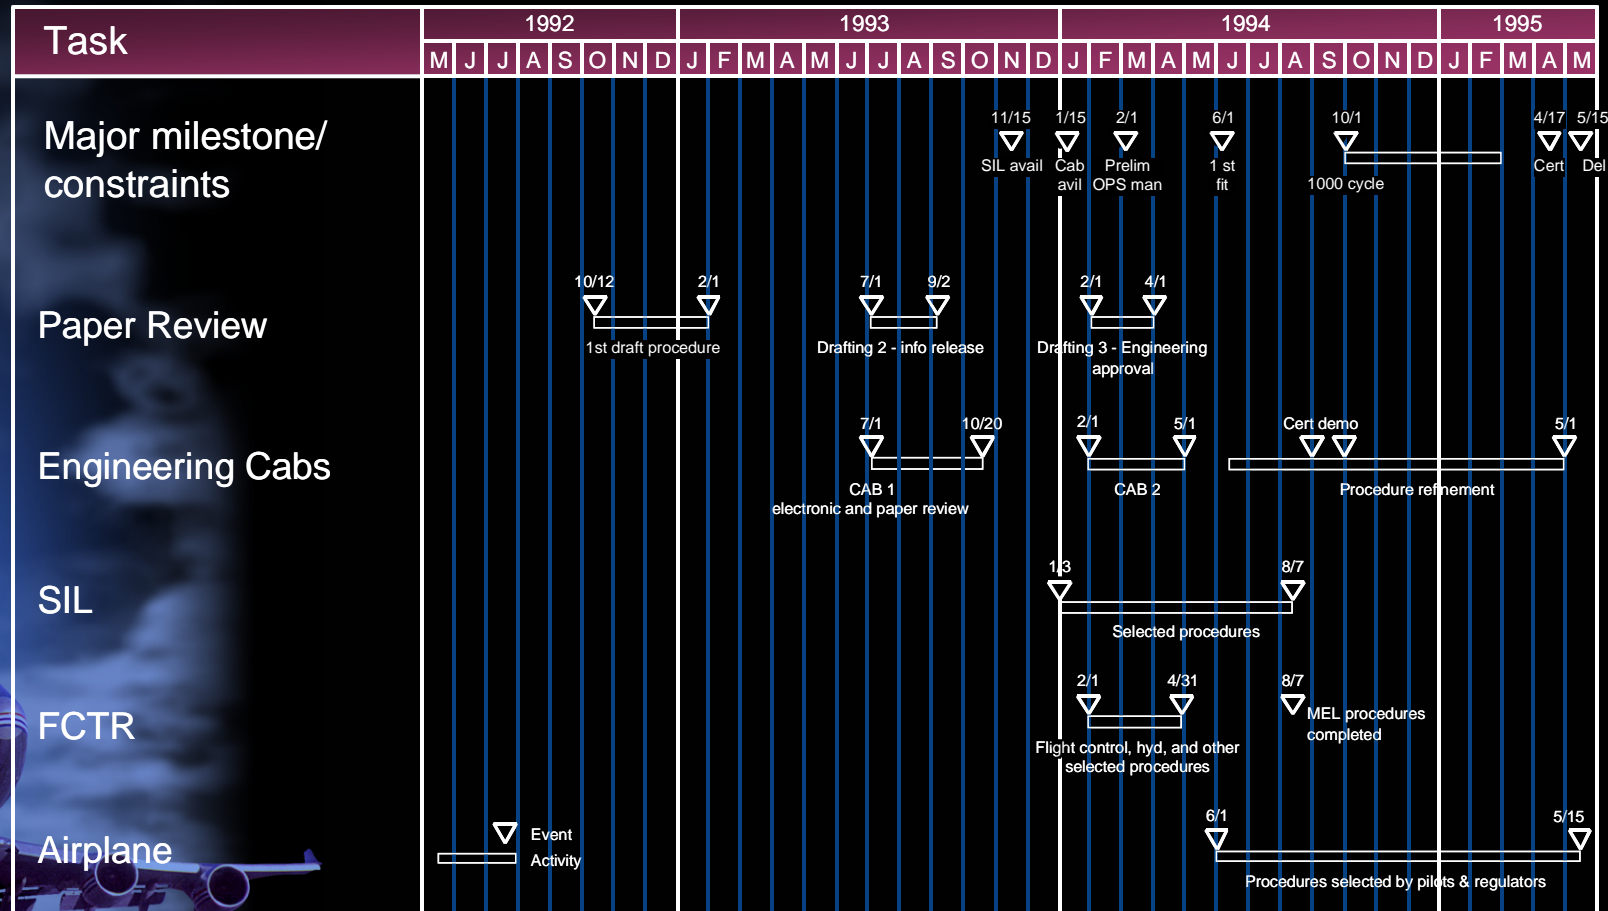 Task
1992 1993 1994 1995
M J J A S O N D J F M A M J J A S O N D J F M A M J J A S O N D J F M A M
Major milestone/
constraints
11/15 1/15 2/1 6/1 10/1 4/17 5/15
SIL avail Cab Prelim 1 st Cert Del
avil OPS man fit 1000 cycle
Paper Review
10/12 2/1 7/1 9/2 2/1 4/1
1st draft procedure Drafting 2 - info release Drafting 3 - Engineering
approval
Engineering Cabs
7/1 10/20 2/1 5/1 Cert demo 5/1
CAB 1 CAB 2 Procedure refinement
electronic and paper review
SIL
1/3 8/7
Selected procedures
FCTR
2/1 4/31 8/7
MEL procedures
completed
Flight control, hyd, and other
selected procedures
Airplane
6/1 5/15
Procedures selected by pilots & regulators
Event
Activity